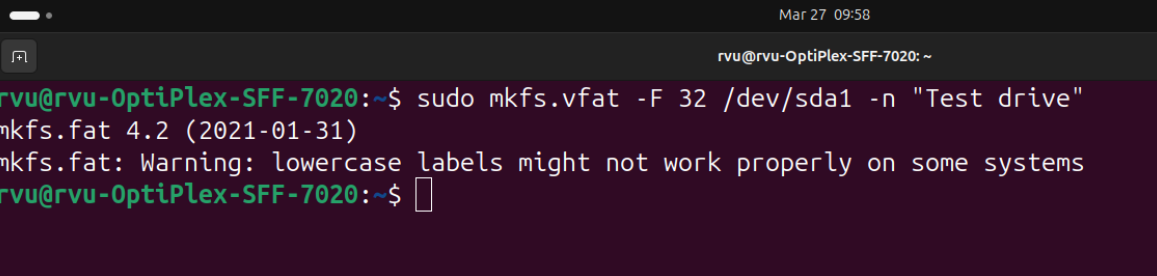 Mar 27 09:58
rvu@rvu-OptiPlex-SFF-7020: ~
rvu@rvu-OptiPlex-SFF-7020:~$ sudo mkfs.vfat -F 32 /dev/sda1 -n "Test drive"
mkfs.fat 4.2 (2021-01-31)
mkfs.fat: Warning: lowercase labels might not work properly on some systems
rvu@rvu-OptiPlex-SFF-7020:~$